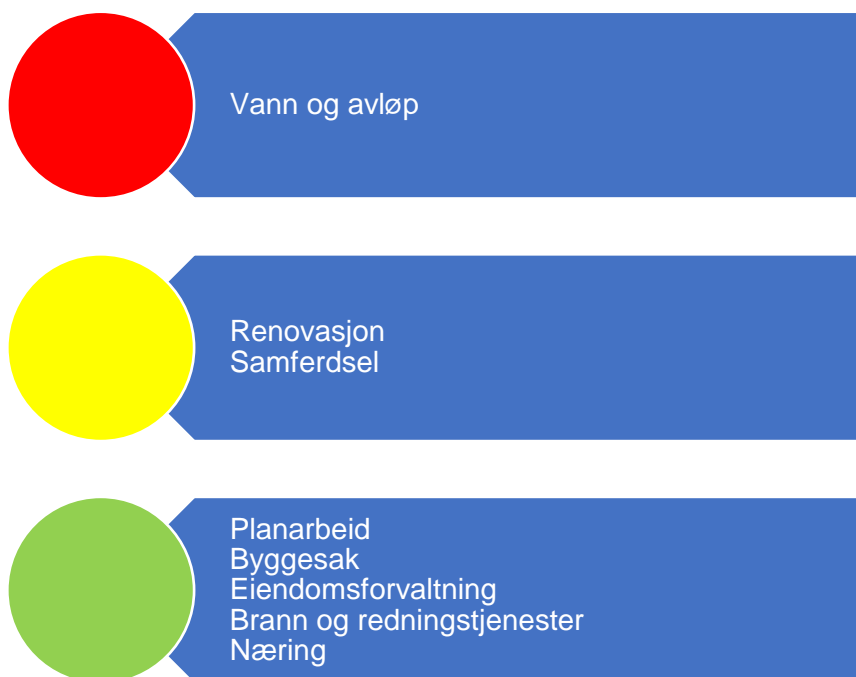 Vann og avløp
Renovasjon
Samferdsel
Planarbeid
Byggesak
Eiendomsforvaltning
Brann og redningstjenester
Næring